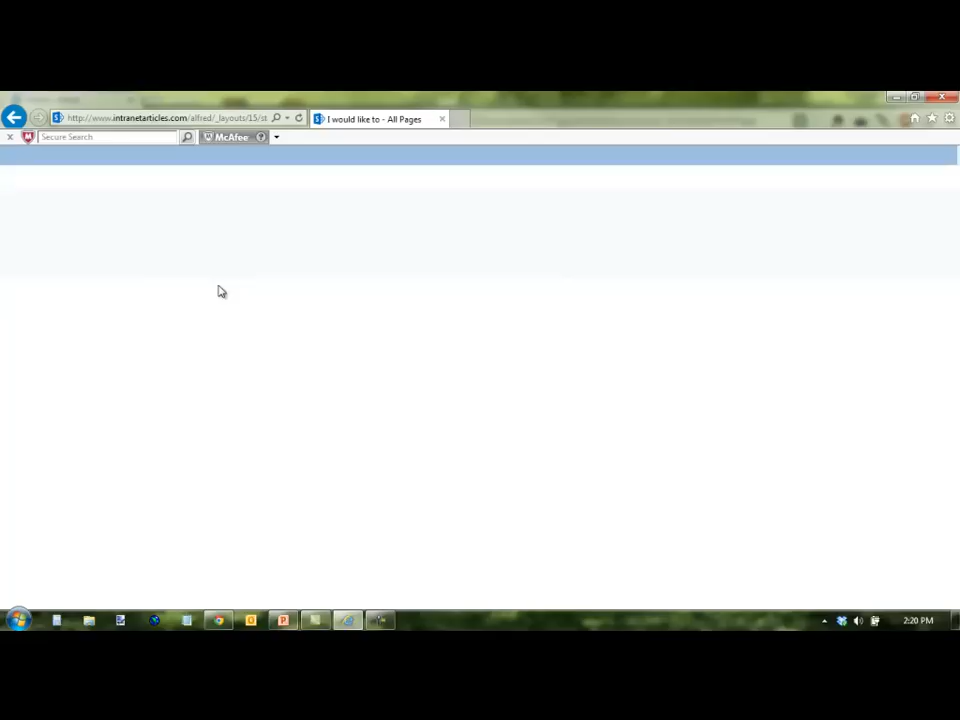 http://www.intranetarticles.com/alfred/_layouts/15/st
I would like to - All Pages
Secure Search
McAfee
2:20 PM